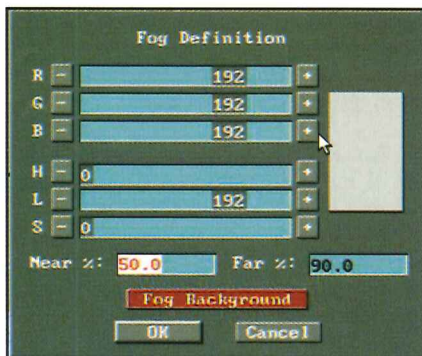 Fog Definition
R - 192 +
G - 192 +
B - 192 +
H - 0 +
L - 192 +
S - 0 +
Near %: 50.0 Far %: 90.0
Fog Background
OK Cancel